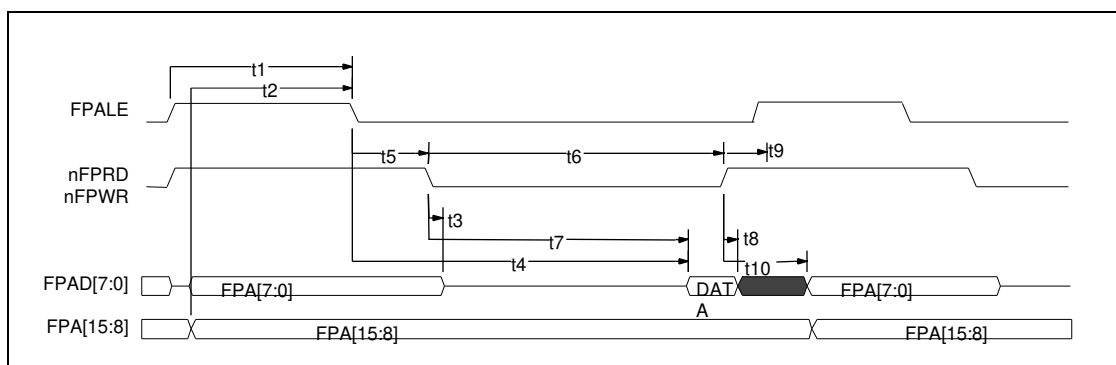 t1
t2
FPALE
t5
t6
t9
nFPRD
nFPWR
t3
t7
t8
t4
t10
FPAD[7:0]
FPA[7:0]
DAT
A
FPA[7:0]
FPA[15:8]
FPA[15:8]
FPA[15:8]